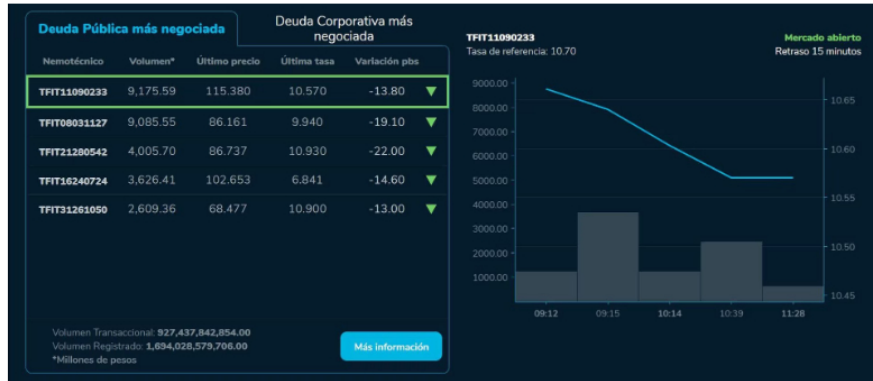 Deuda Pública más negociada
Deuda Corporativa más
negociada
Nemotécnico Volumen* Último precio Última tasa Variación pbs
TFIT11090233 9,175.59 115.380 10.570 -13.80 ▼
TFIT08031127 9,085.55 86.161 9.940 -19.10 ▼
TFIT21280542 4,005.70 86.737 10.930 -22.00 ▼
TFIT16240724 3,626.41 102.653 6.841 -14.60 ▼
TFIT31261050 2,609.36 68.477 10.900 -13.00 ▼
Volumen Transaccional: 927,437,842,854.00
Volumen Registrado: 1,694,028,579,706.00
*Millones de pesos
Más información
TFIT11090233
Tasa de referencia: 10.70
Mercado abierto
Retraso 15 minutos
9000.00
8000.00
7000.00
6000.00
5000.00
4000.00
3000.00
2000.00
1000.00
10.65
10.60
10.55
10.50
10.45
09:12 09:15 10:14 10:39 11:28